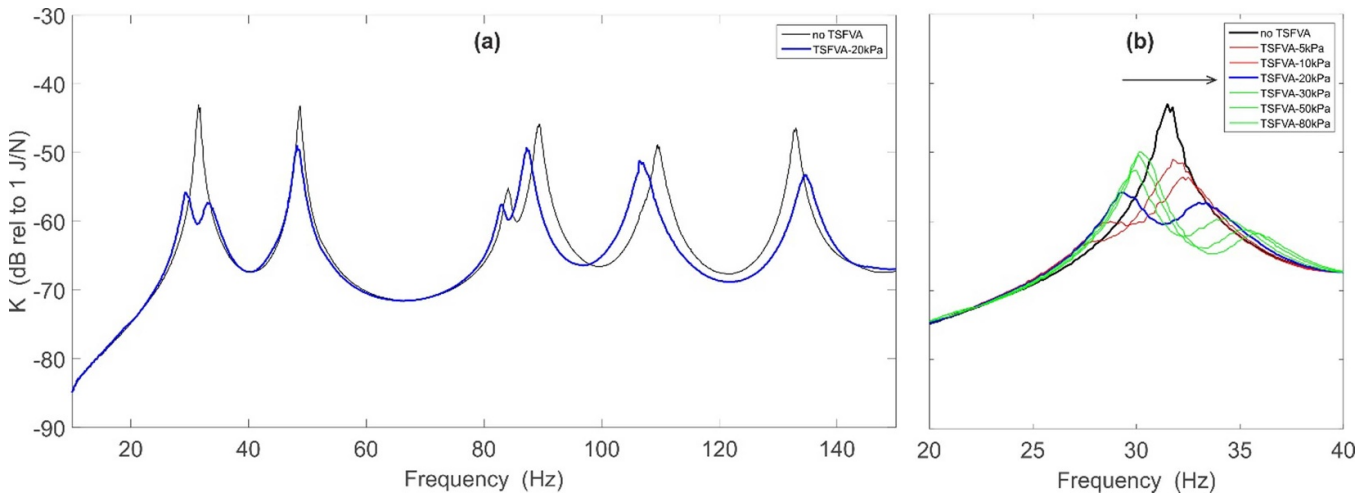 -30
-40
-50
-60
-70
-80
-90
K (dB rel to 1 J/N)
(a)
no TSFVA
TSFVA-20kPa
20 40 60 80 100 120 140
Frequency (Hz)
(b)
no TSFVA
TSFVA-5kPa
TSFVA-10kPa
TSFVA-20kPa
TSFVA-30kPa
TSFVA-50kPa
TSFVA-80kPa
20 25 30 35 40
Frequency (Hz)